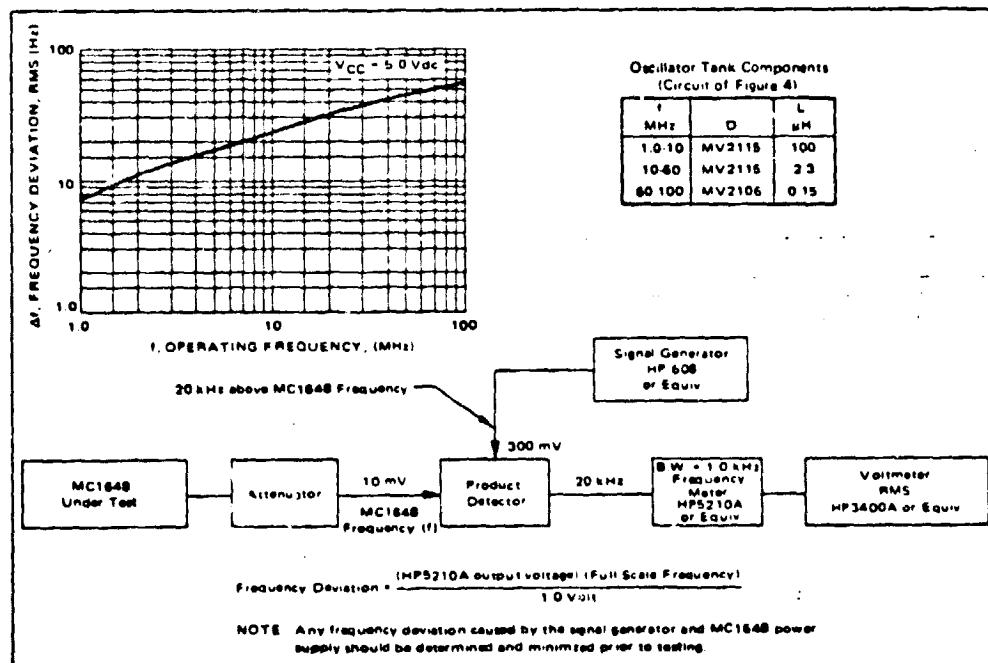 Δf, FREQUENCY DEVIATION, RMS (Hz)
100
10
1.0
VCC = 5.0 Vdc
1.0
10
100
f, OPERATING FREQUENCY, (MHz)
Oscillator Tank Components
(Circuit of Figure 4)
f
MHz
D
L
μH
1.0-10 MV2115 100
10-60 MV2115 2.3
60-100 MV2106 0.15
Signal Generator
HP 608
or Equiv
20 kHz above MC1648 Frequency
300 mV
MC1648
Under Test
Attenuator
10 mV
MC1648
Frequency (f)
Product
Detector
20 kHz
B.W. = 1.0 kHz
Frequency
Meter
HP5210A
or Equiv
Voltmeter
RMS
HP3400A or Equiv
Frequency Deviation = (HP5210A output voltage) (Full Scale Frequency)
1.0 Volt
NOTE Any frequency deviation caused by the signal generator and MC1648 power
supply should be determined and minimized prior to testing.